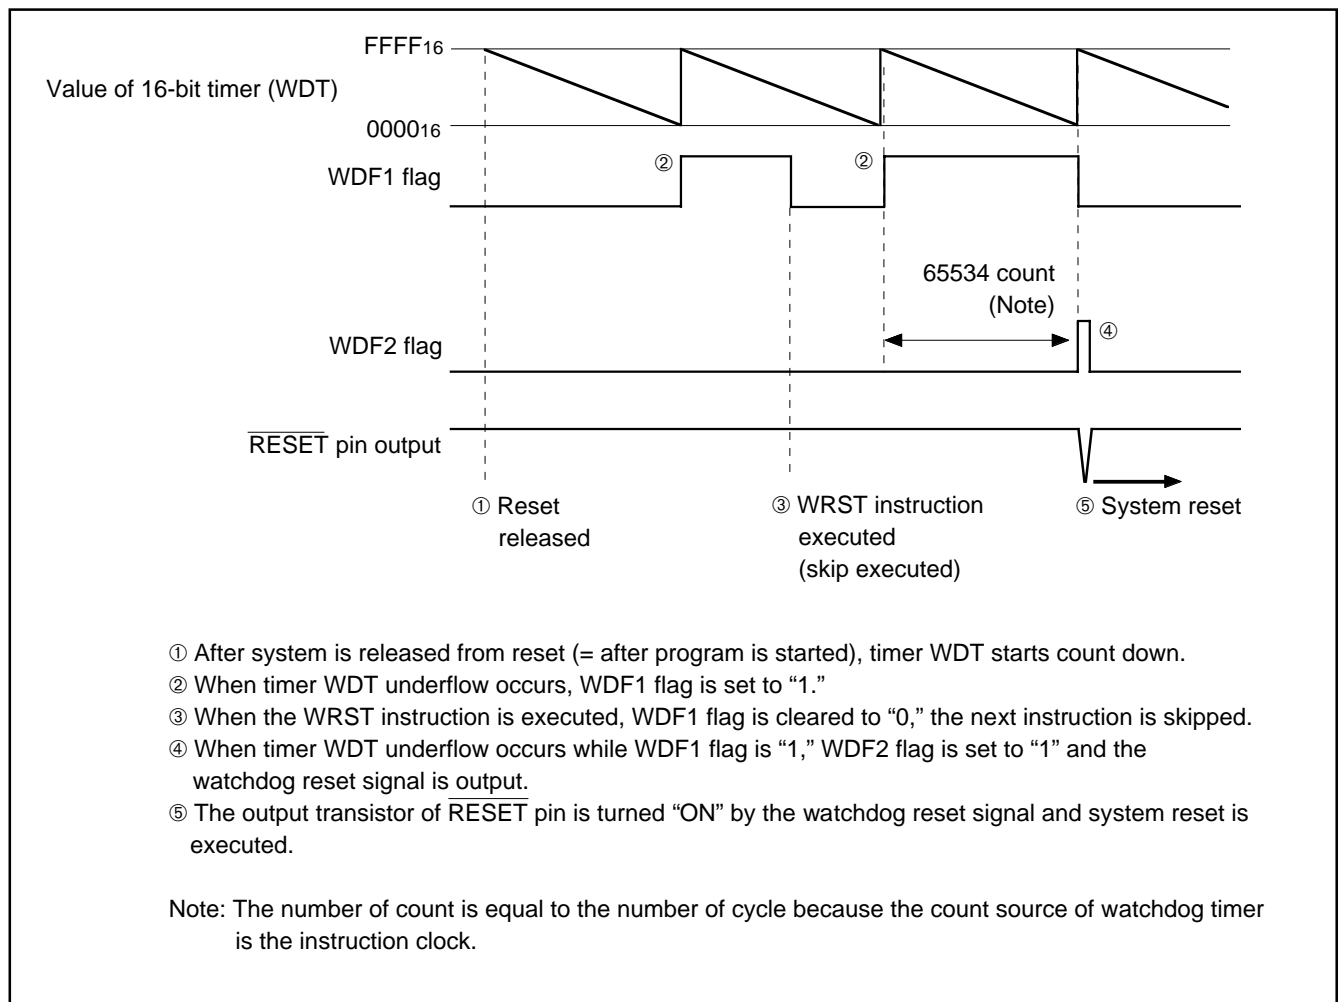 FFFF16
Value of 16-bit timer (WDT)
000016
②
②
WDF1 flag
65534 count
(Note)
④
WDF2 flag
RESET pin output
① Reset
released
③ WRST instruction
executed
(skip executed)
⑤ System reset
① After system is released from reset (= after program is started), timer WDT starts count down.
② When timer WDT underflow occurs, WDF1 flag is set to “1.”
③ When the WRST instruction is executed, WDF1 flag is cleared to “0,” the next instruction is skipped.
④ When timer WDT underflow occurs while WDF1 flag is “1,” WDF2 flag is set to “1” and the
watchdog reset signal is output.
⑤ The output transistor of RESET pin is turned “ON” by the watchdog reset signal and system reset is
executed.
Note: The number of count is equal to the number of cycle because the count source of watchdog timer
is the instruction clock.